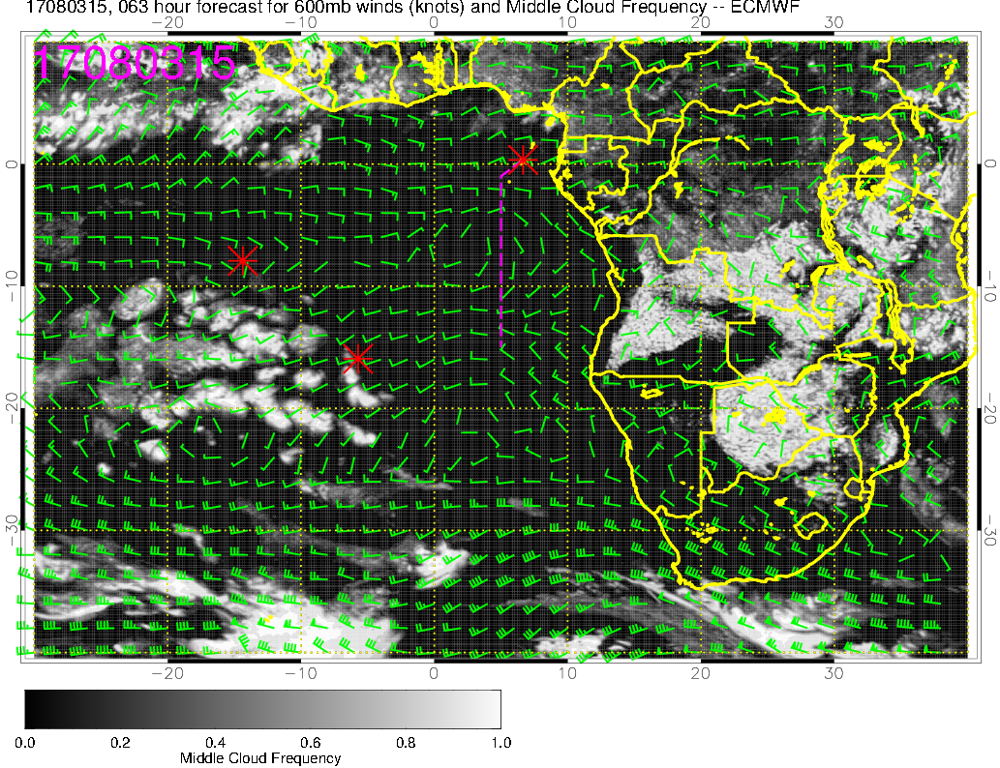 17080315, 063 hour forecast for 600mb winds (knots) and Middle Cloud Frequency -- ECMWF
−20 −10 0 10 20 30
17080315
0 0
−10 −10
−20 −20
−30 −30
−20 −10 0 10 20 30
0.0 0.2 0.4 0.6 0.8 1.0
Middle Cloud Frequency